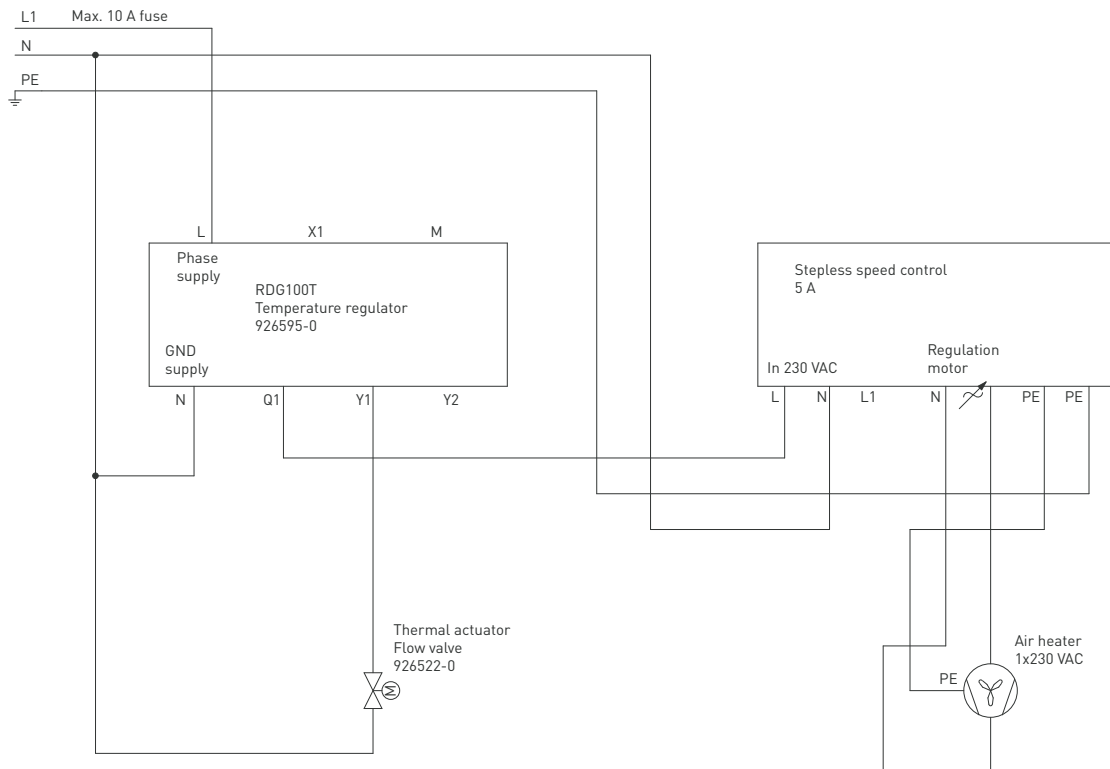 L1
Max. 10 A fuse
N
PE
L
X1
M
Phase
supply
RDG100T
Temperature regulator
926595-0
GND
supply
N
Q1
Y1
Y2
Stepless speed control
5 A
In 230 VAC
Regulation
motor
L
N
L1
N
PE
PE
Thermal actuator
Flow valve
926522-0
M
Air heater
1x230 VAC
PE